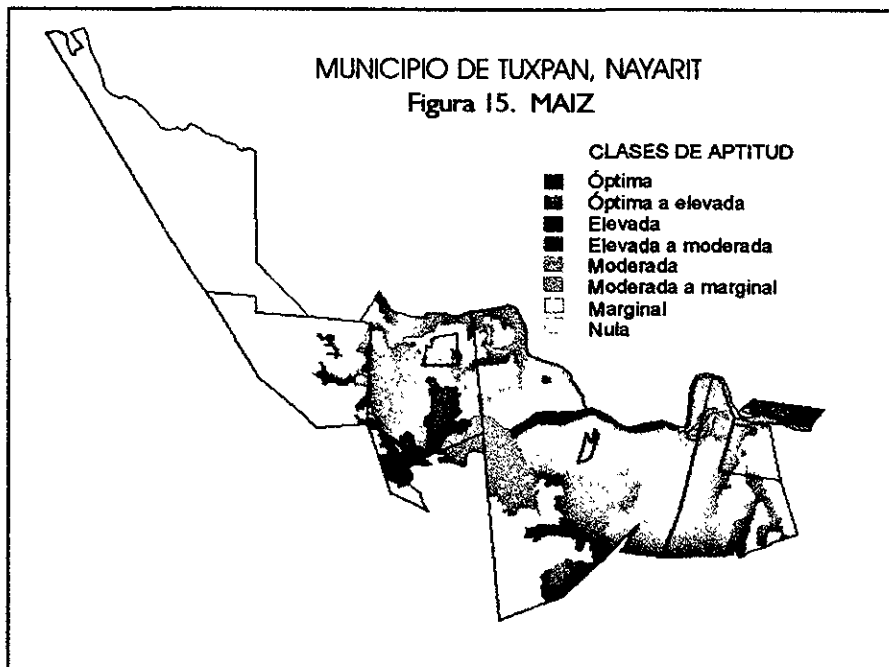 MUNICIPIO DE TUXPAN, NAYARIT
Figura 15. MAIZ
CLASES DE APTITUD
Óptima
Óptima a elevada
Elevada
Elevada a moderada
Moderada
Moderada a marginal
Marginal
Nula